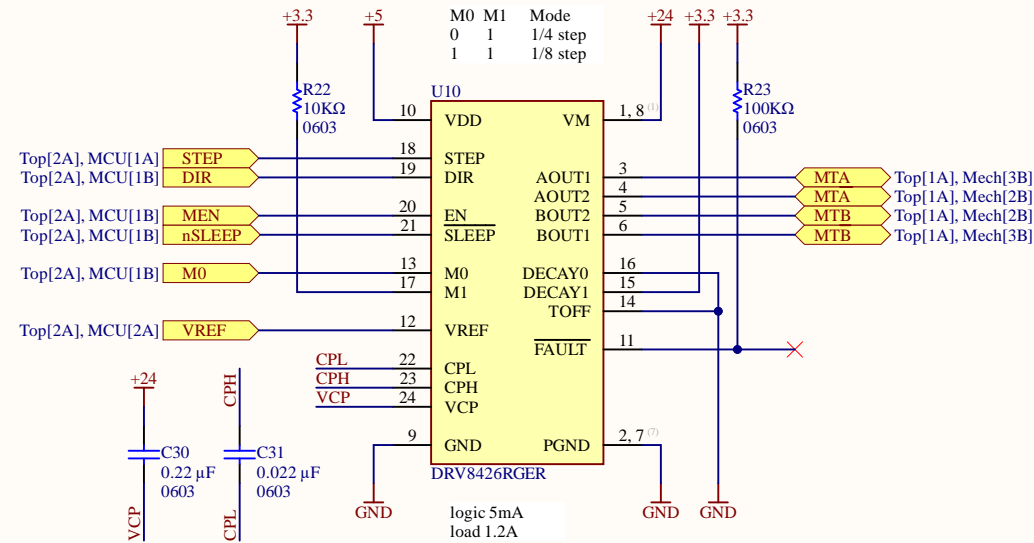 +3.3
+5
M0 M1 Mode
0 1 1/4 step
1 1 1/8 step
+24
+3.3
+3.3
R22
10KΩ
0603
R23
100KΩ
0603
U10
10 VDD
VM 1, 8 (1)
Top[2A], MCU[1A] STEP 18 STEP
Top[2A], MCU[1B] DIR 19 DIR
AOUT1 3 MTA Top[1A], Mech[3B]
AOUT2 4 MTA Top[1A], Mech[2B]
Top[2A], MCU[1B] MEN 20 EN
BOUT2 5 MTB Top[1A], Mech[2B]
Top[2A], MCU[1B] nSLEEP 21 SLEEP
BOUT1 6 MTB Top[1A], Mech[3B]
Top[2A], MCU[1B] M0 13 M0
17 M1
DECAY0 16
DECAY1 15
TOFF 14
Top[2A], MCU[2A] VREF 12 VREF
FAULT 11
CPL 22 CPL
CPH 23 CPH
VCP 24 VCP
9 GND
PGND 2, 7 (7)
DRV8426RGER
+24
C30
0.22 µF
0603
VCP
CPH
C31
0.022 µF
0603
CPL
GND
logic 5mA
load 1.2A
GND
GND